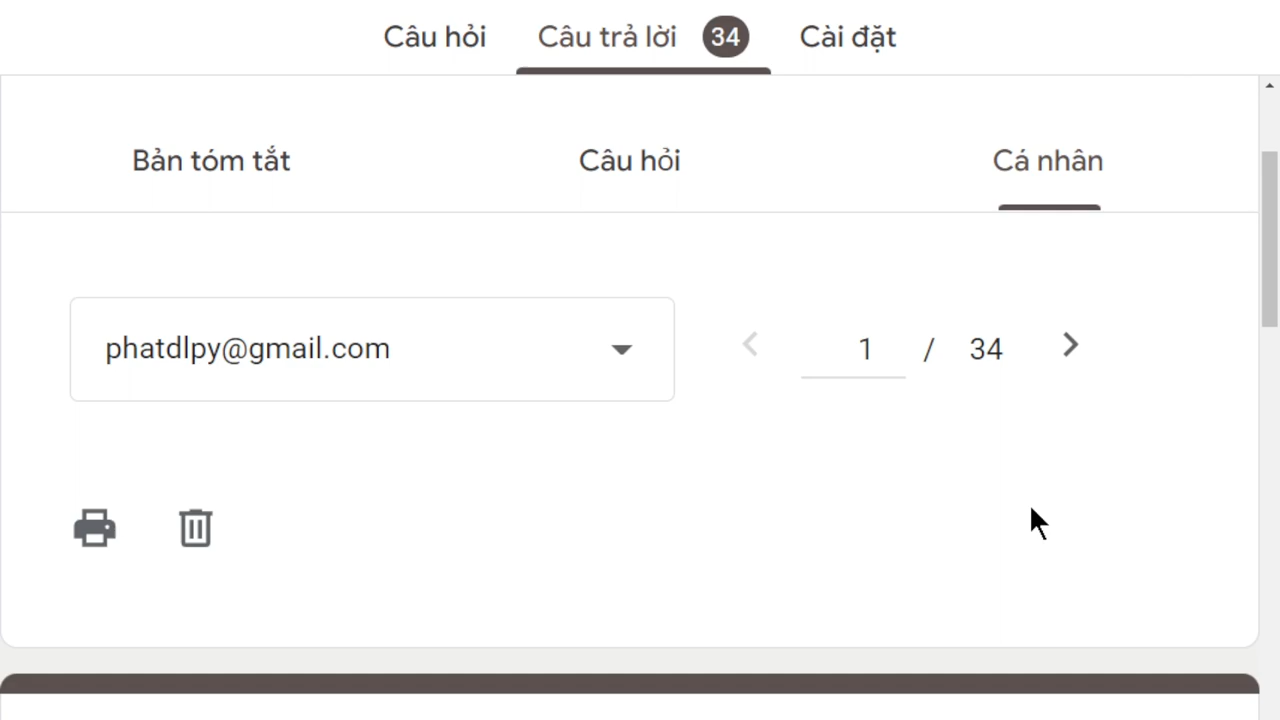 Câu hỏi Câu trả lời 34 Cài đặt
Bản tóm tắt Câu hỏi Cá nhân
phatdlpy@gmail.com 1 / 34